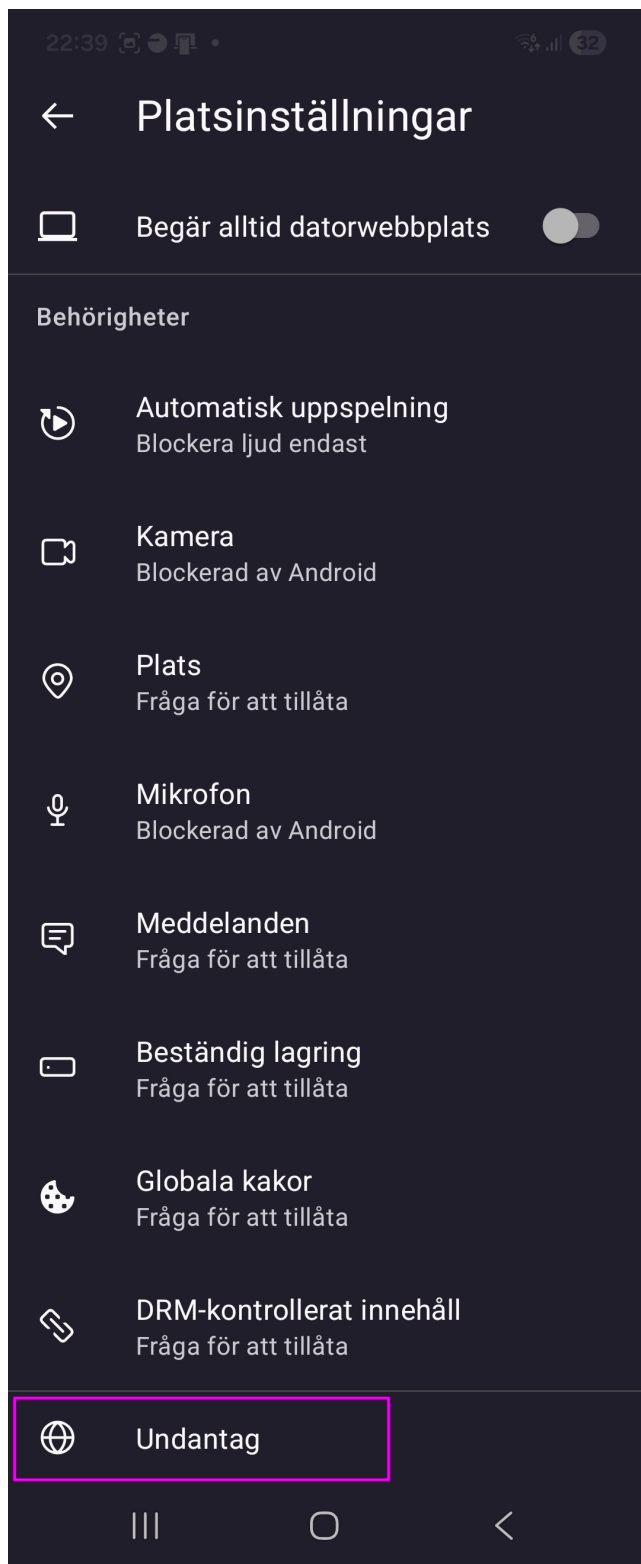 22:39
32
Platsinställningar
Begär alltid datorwebbplats
Behörigheter
Automatisk uppspelning
Blockera ljud endast
Kamera
Blockerad av Android
Plats
Fråga för att tillåta
Mikrofon
Blockerad av Android
Meddelanden
Fråga för att tillåta
Beständig lagring
Fråga för att tillåta
Globala kakor
Fråga för att tillåta
DRM-kontrollerat innehåll
Fråga för att tillåta
Undantag